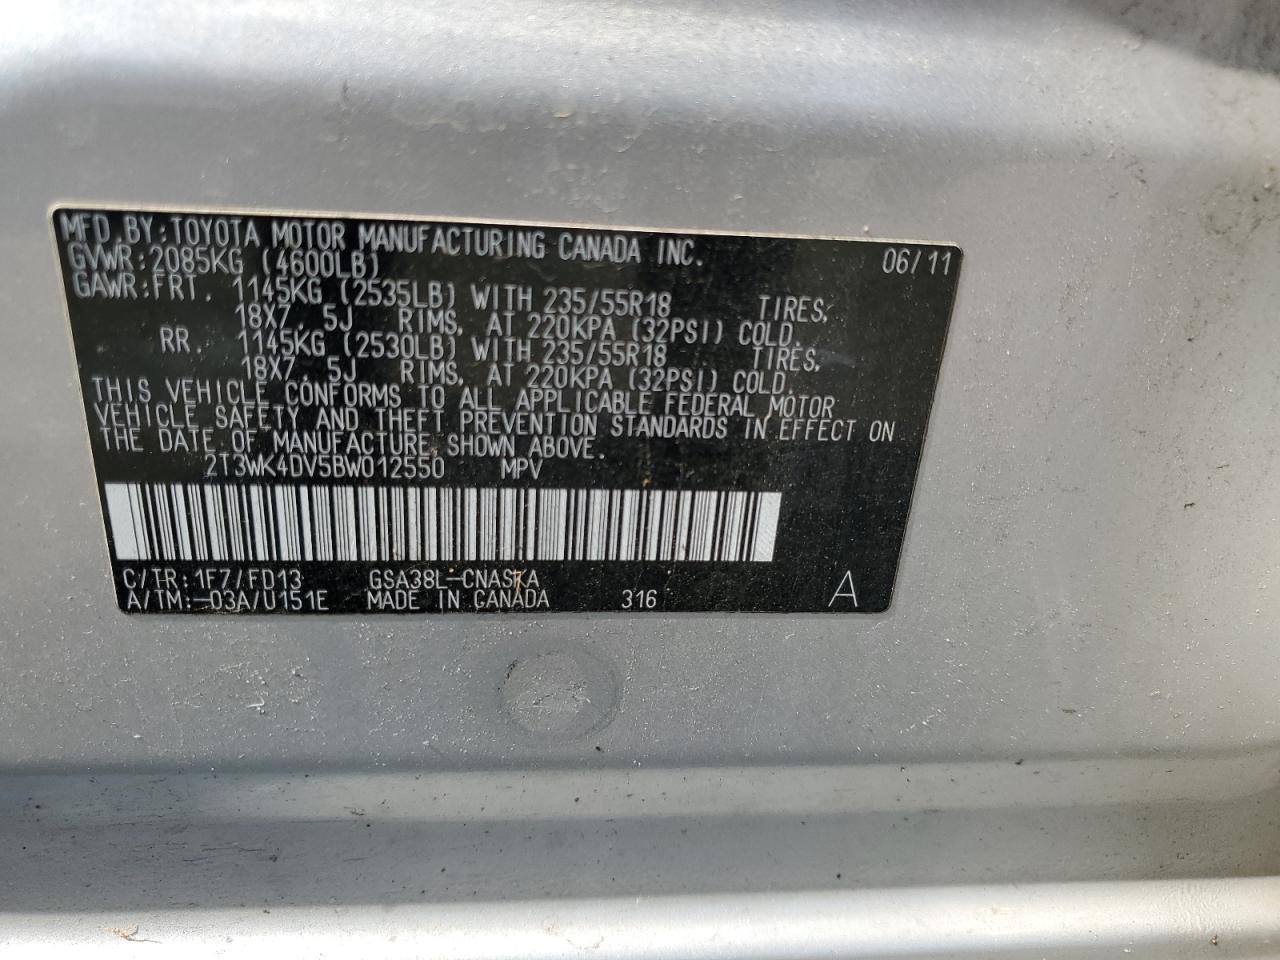 MFD BY:TOYOTA MOTOR MANUFACTURING CANADA INC. 06/11
GVWR:2085KG (4600LB)
GAWR:FRT. 1145KG (2535LB) WITH 235/55R18 TIRES,
18X7.5J RIMS, AT 220KPA (32PSI) COLD.
RR. 1145KG (2530LB) WITH 235/55R18 TIRES,
18X7.5J RIMS, AT 220KPA (32PSI) COLD.
THIS VEHICLE CONFORMS TO ALL APPLICABLE FEDERAL MOTOR
VEHICLE SAFETY AND THEFT PREVENTION STANDARDS IN EFFECT ON
THE DATE OF MANUFACTURE SHOWN ABOVE.
2T3WK4DV5BW012550 MPV
C/TR:1F7/FD13 GSA38L-CNASKA
A/TM:-03A/U151E MADE IN CANADA 316 A